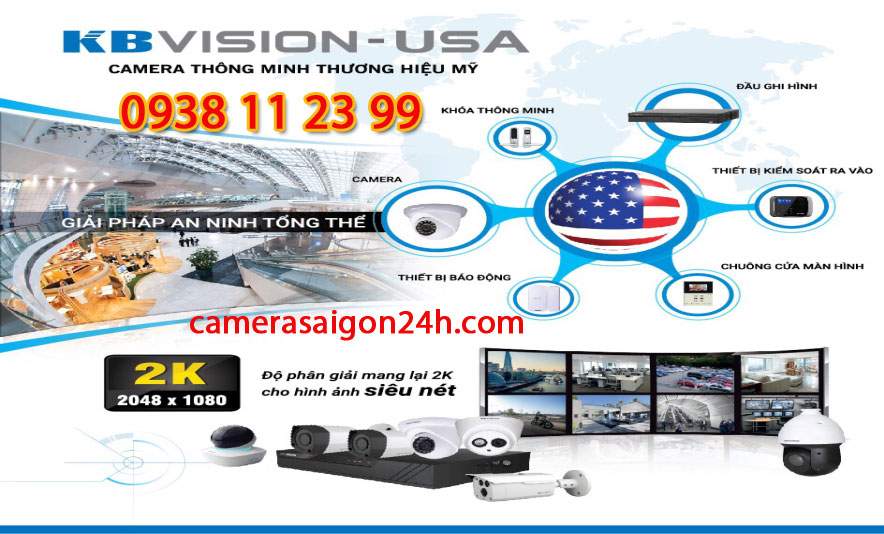 KBVISION-USA
CAMERA THÔNG MINH THƯƠNG HIỆU MỸ
0938 11 23 99
ĐẦU GHI HÌNH
KHÓA THÔNG MINH
THIẾT BỊ KIỂM SOÁT RA VÀO
CAMERA
GIẢI PHÁP AN NINH TỔNG THỂ
CHUÔNG CỬA MÀN HÌNH
THIẾT BỊ BÁO ĐỘNG
camerasaigon24h.com
2K
2048 x 1080
Độ phân giải mang lại 2K
cho hình ảnh siêu nét